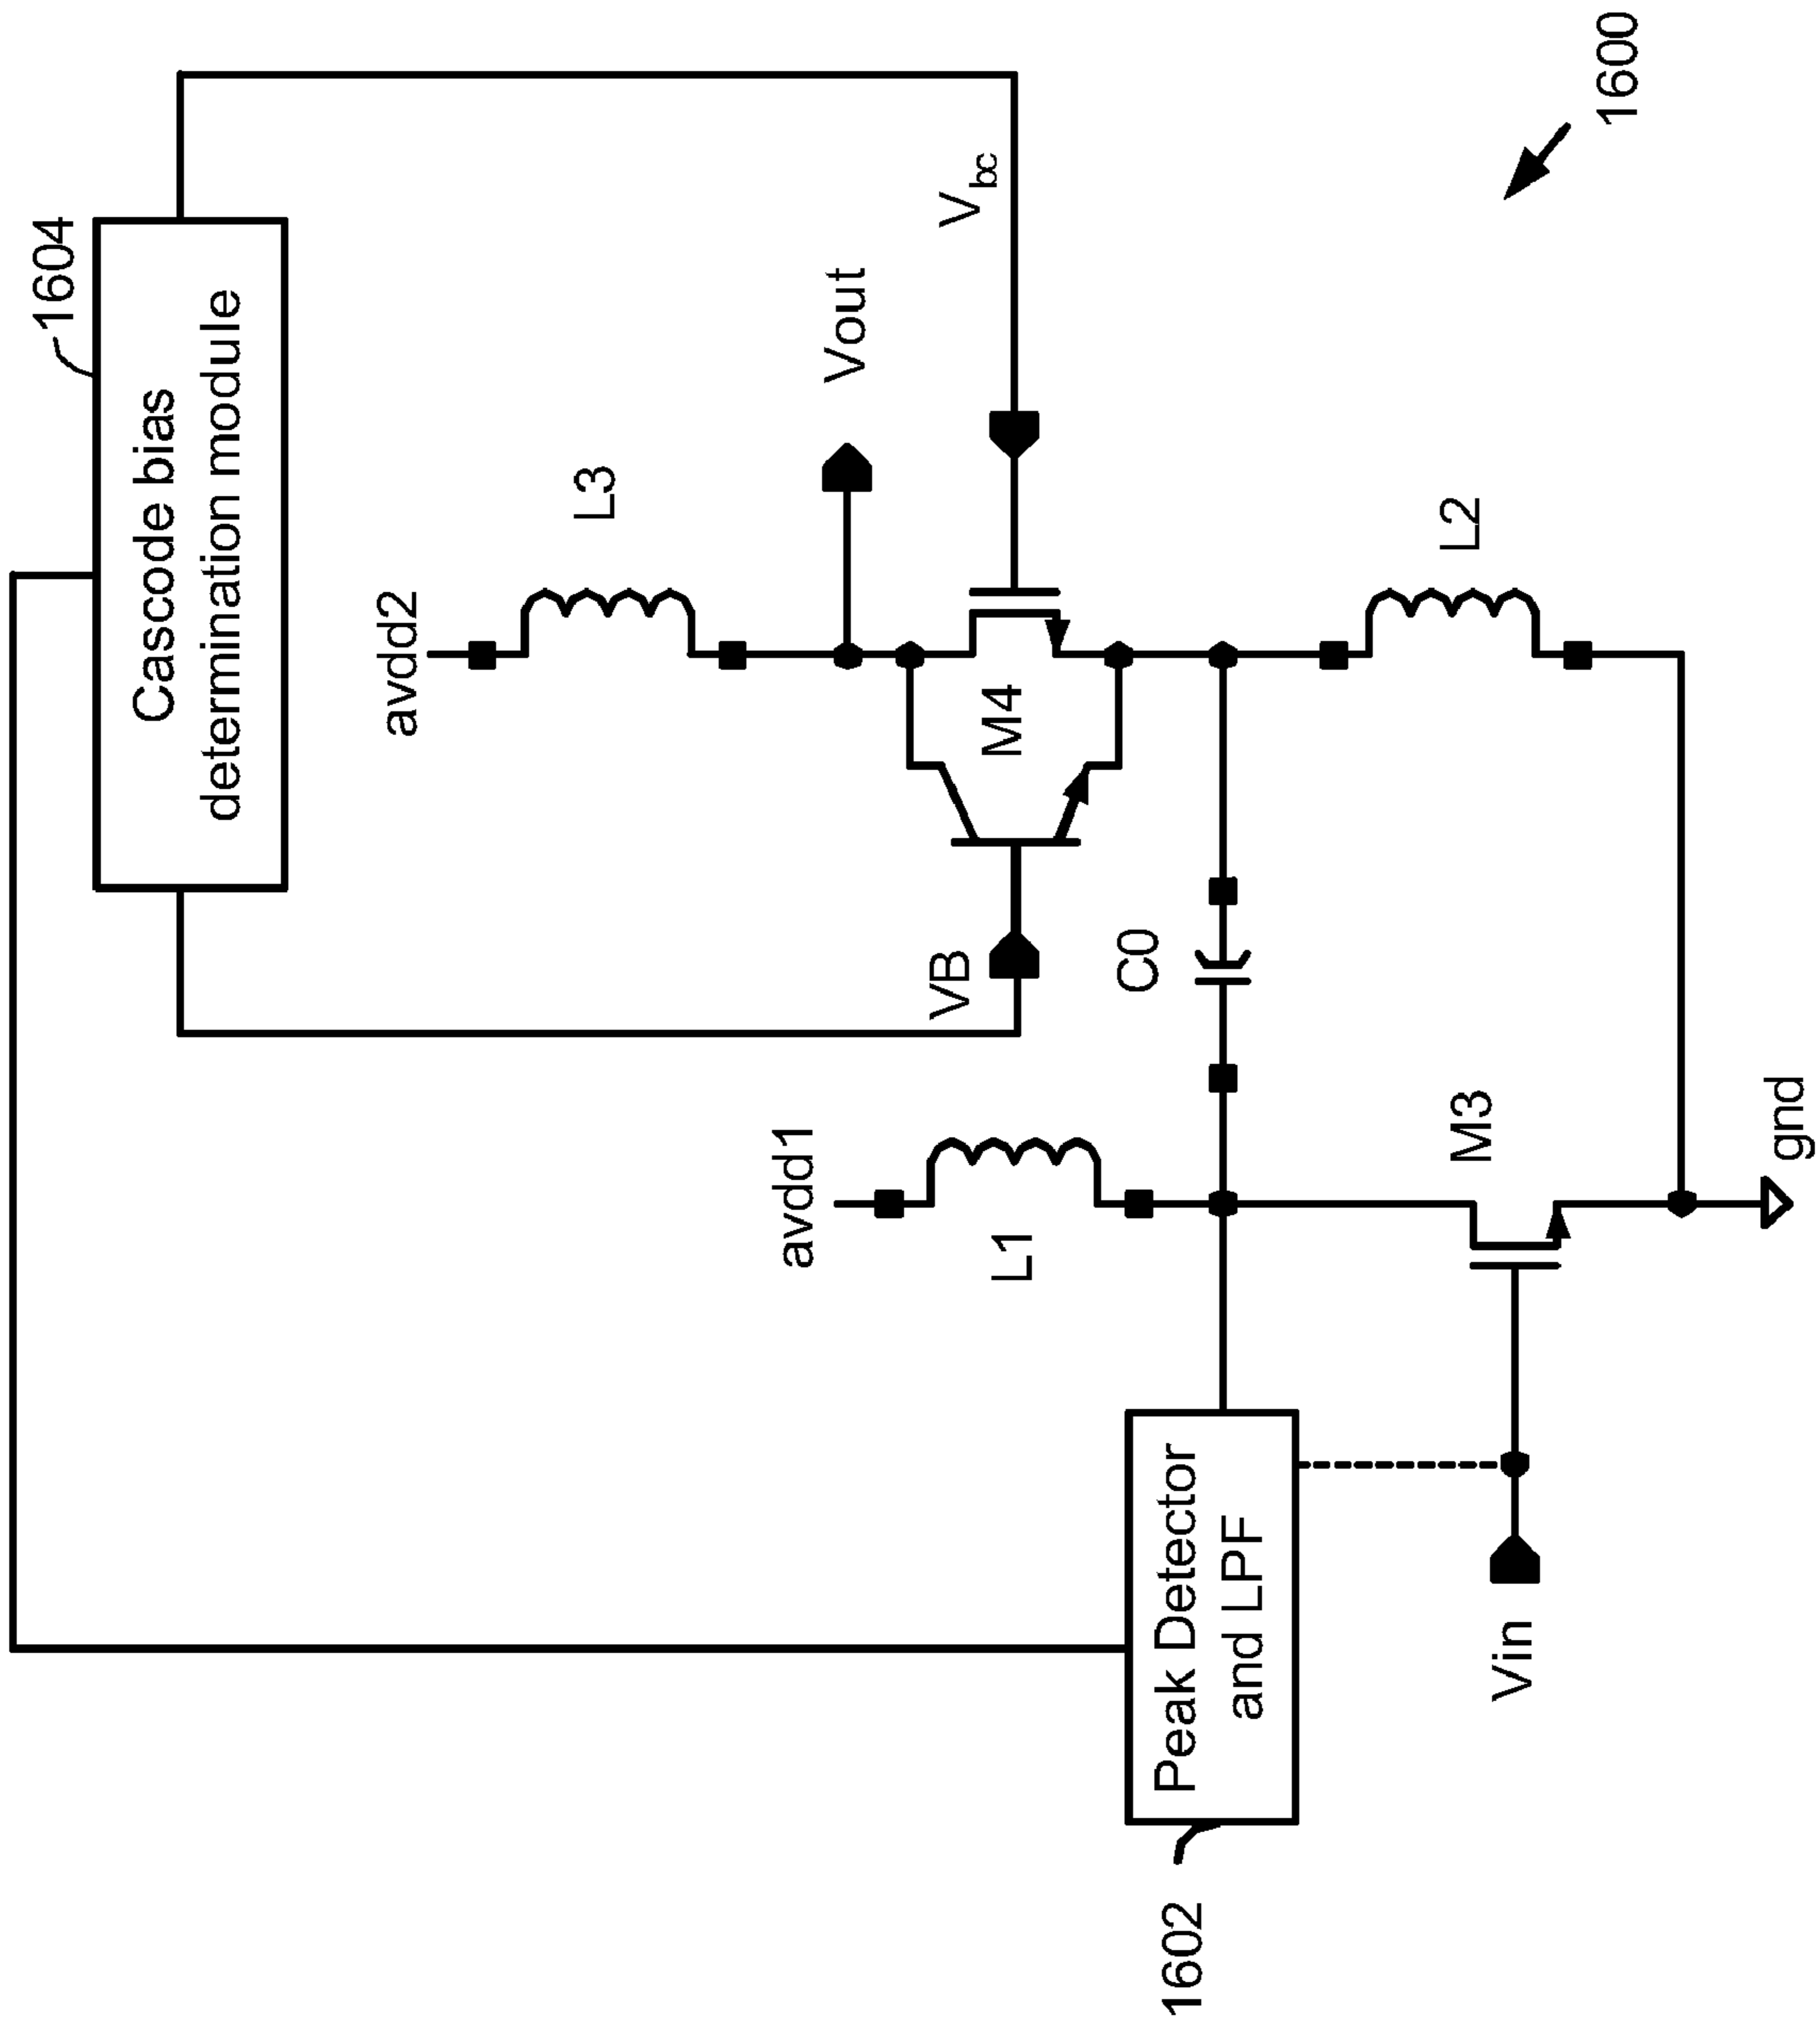 1604
Cascode bias
determination module
avdd2
L3
Vout
Vbc
M4
VB
C0
L2
avdd1
L1
M3
gnd
Peak Detector
and LPF
1602
Vin
1600